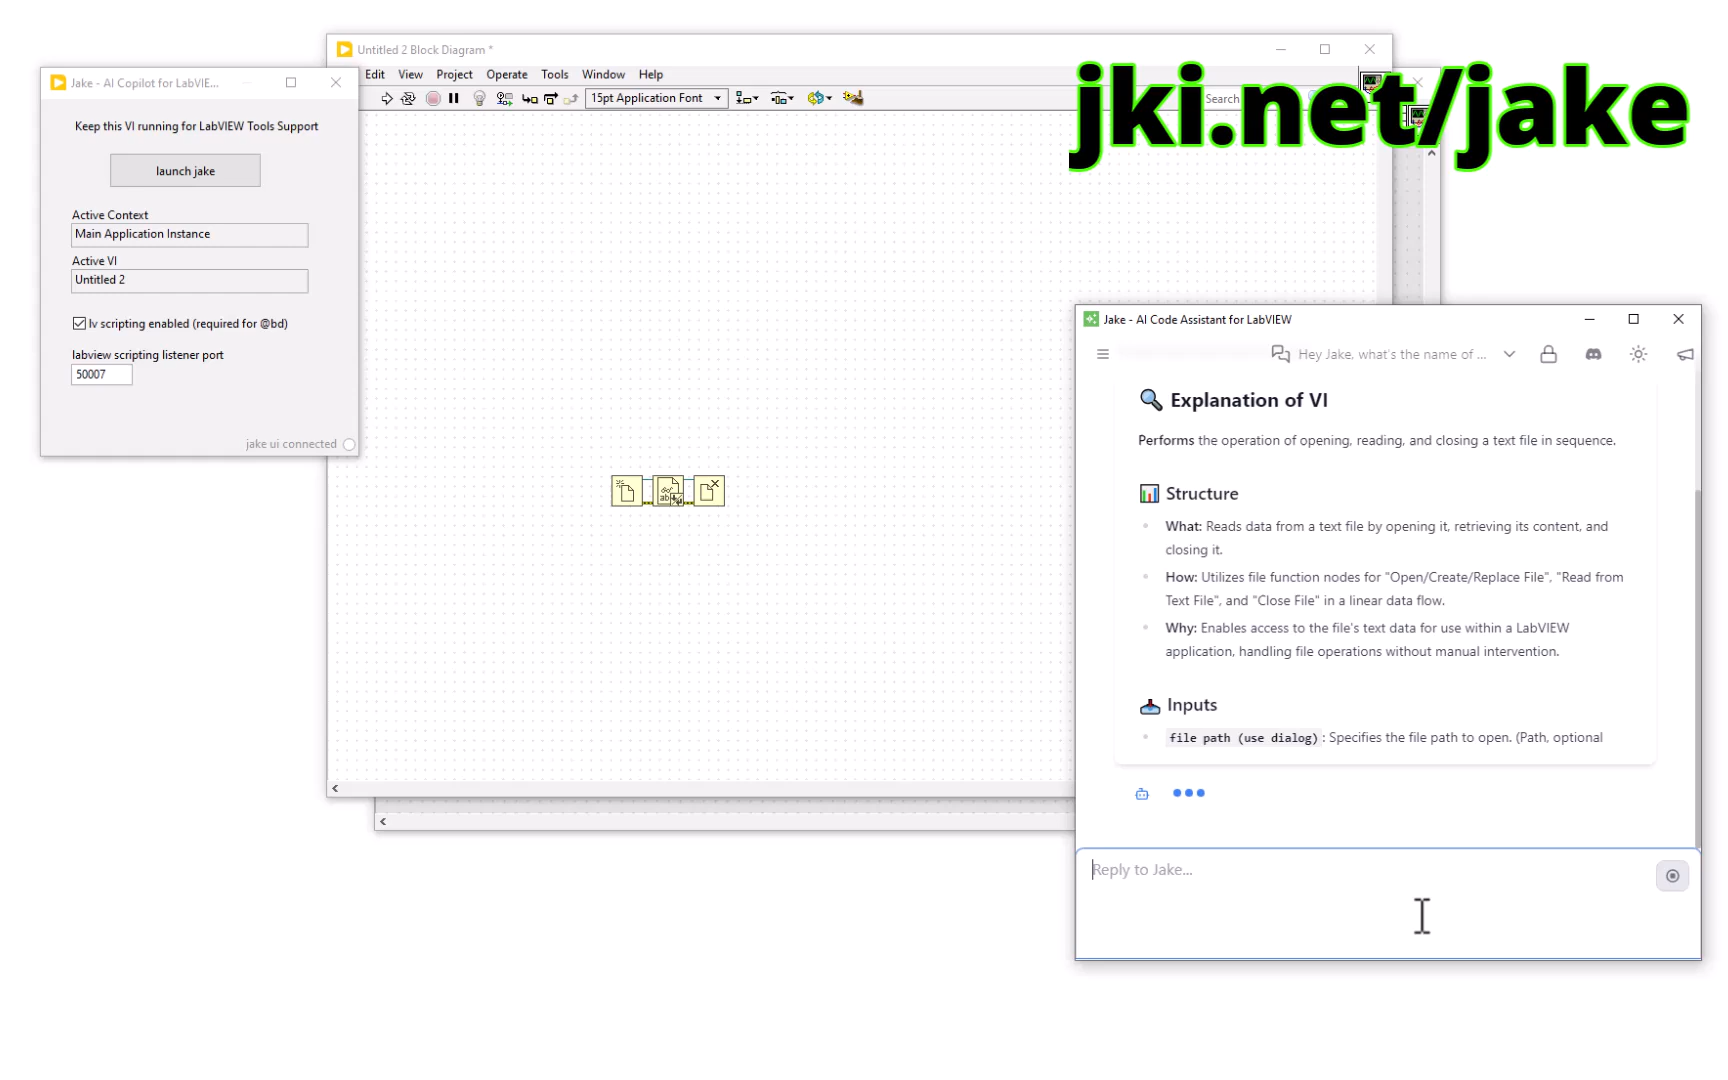 Untitled 2 Block Diagram *
jki.net/jake
Jake - AI Copilot for LabVIE...
Edit View Project Operate Tools Window Help
15pt Application Font
Search
Keep this VI running for LabVIEW Tools Support
launch jake
Active Context
Main Application Instance
Active VI
Untitled 2
lv scripting enabled (required for @bd)
labview scripting listener port
50007
jake ui connected
Jake - AI Code Assistant for LabVIEW
Hey Jake, what's the name of ...
Explanation of VI
Performs the operation of opening, reading, and closing a text file in sequence.
Structure
What: Reads data from a text file by opening it, retrieving its content, and
closing it.
How: Utilizes file function nodes for "Open/Create/Replace File", "Read from
Text File", and "Close File" in a linear data flow.
Why: Enables access to the file's text data for use within a LabVIEW
application, handling file operations without manual intervention.
Inputs
file path (use dialog): Specifies the file path to open. (Path, optional
Reply to Jake...